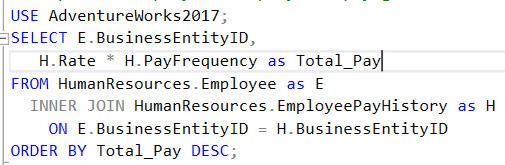 USE AdventureWorks2017;
SELECT E.BusinessEntityID,
H.Rate * H.PayFrequency as Total_Pay
FROM HumanResources.Employee as E
INNER JOIN HumanResources.EmployeePayHistory as H
ON E.BusinessEntityID = H.BusinessEntityID
ORDER BY Total_Pay DESC;